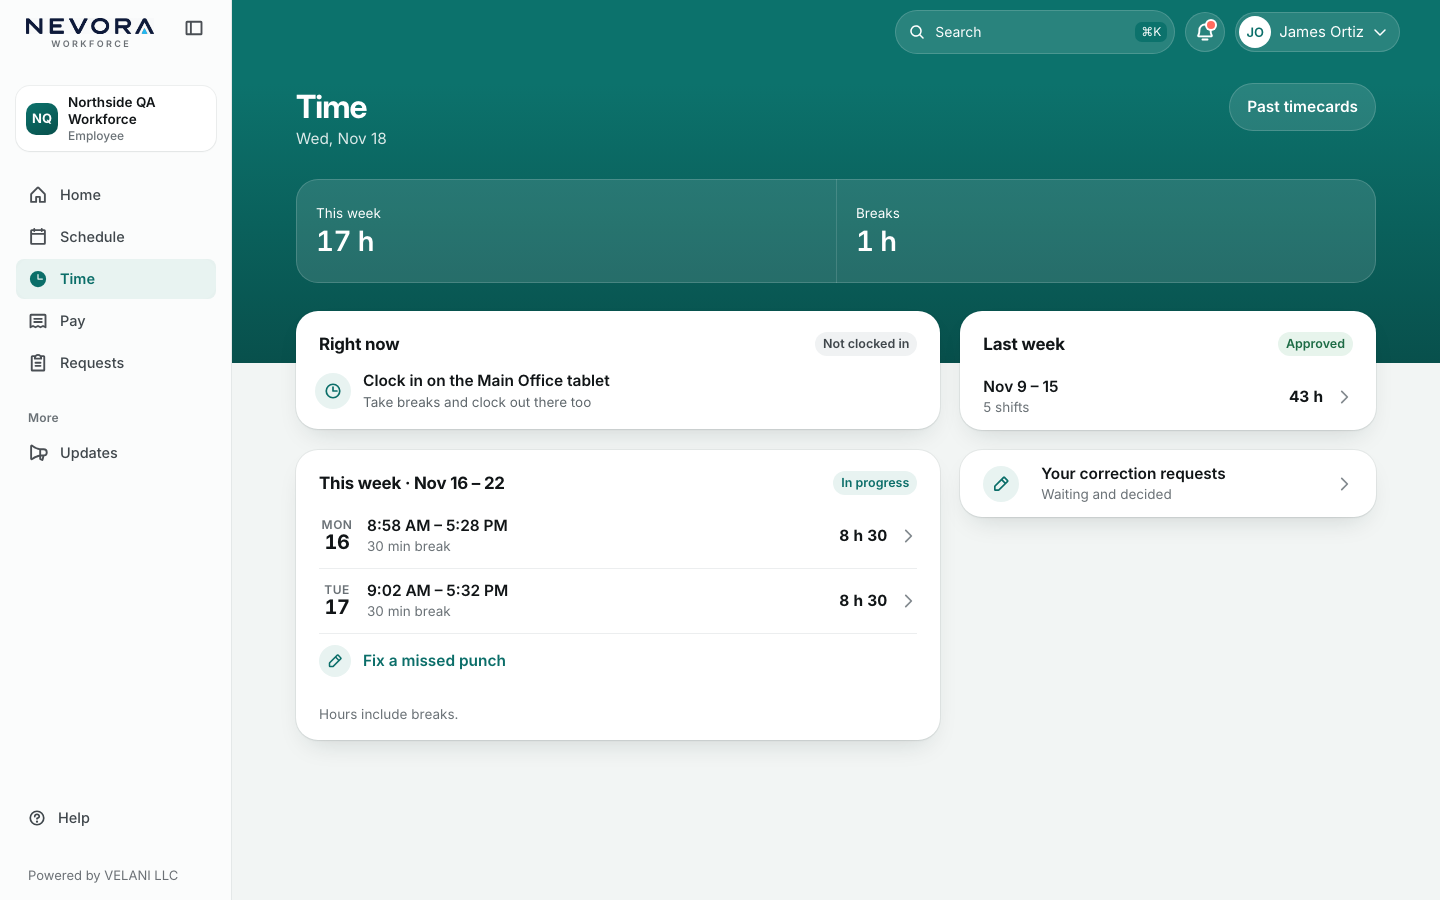 NEVORA
WORKFORCE
NQ
Northside QA
Workforce
Employee
Home
Schedule
Time
Pay
Requests
More
Updates
Help
Powered by VELANI LLC
Search
⌘K
JO
James Ortiz
Time
Wed, Nov 18
Past timecards
This week
17 h
Breaks
1 h
Right now
Not clocked in
Clock in on the Main Office tablet
Take breaks and clock out there too
This week · Nov 16 – 22
In progress
MON
16
8:58 AM – 5:28 PM
30 min break
8 h 30
TUE
17
9:02 AM – 5:32 PM
30 min break
8 h 30
Fix a missed punch
Hours include breaks.
Last week
Approved
Nov 9 – 15
5 shifts
43 h
Your correction requests
Waiting and decided